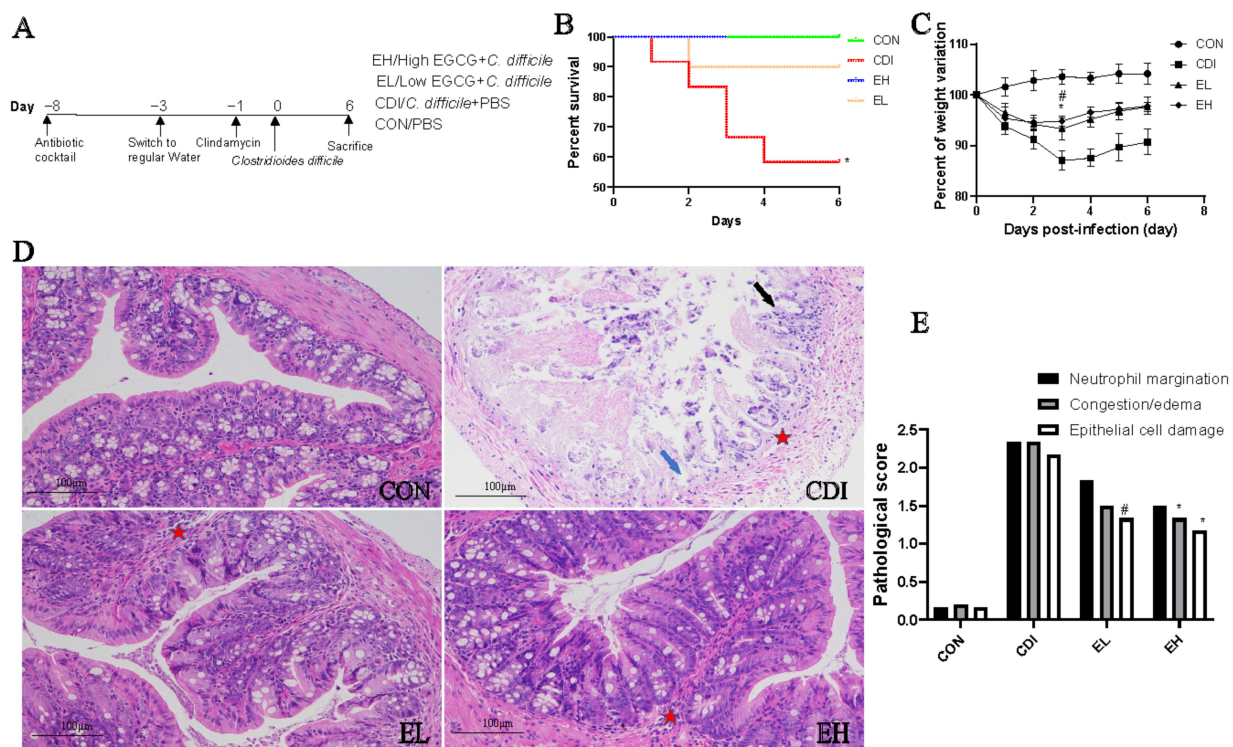 A
EH/High EGCG+C. difficile
EL/Low EGCG+C. difficile
CDI/C. difficile+PBS
CON/PBS
Day
−8
−3
−1
0
6
Antibiotic
cocktail
Switch to
regular Water
Clindamycin
Clostridioides difficile
Sacrifice
B
Percent survival
100
90
80
70
60
50
0
2
4
6
Days
CON
CDI
EH
EL
*
C
Percent of weight variation
110
100
90
80
0
2
4
6
8
Days post-infection (day)
#
*
CON
CDI
EL
EH
D
100μm
CON
100μm
CDI
100μm
EL
100μm
EH
E
Neutrophil margination
Congestion/edema
Epithelial cell damage
Pathological score
2.5
2.0
1.5
1.0
0.5
0.0
#
*
*
CON
CDI
EL
EH